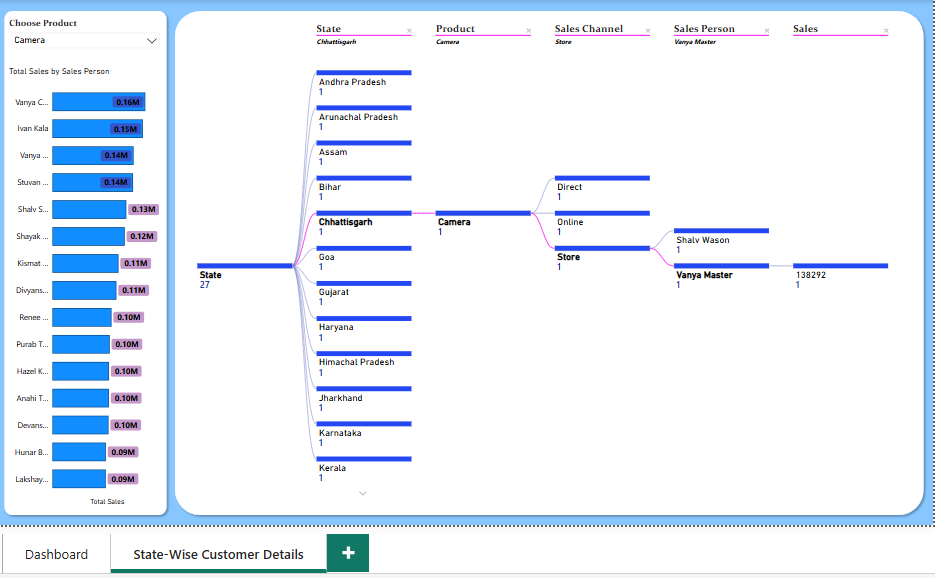 Choose Product
Camera
Total Sales by Sales Person
Vanya C... 0.16M
Ivan Kala 0.15M
Vanya ... 0.14M
Stuvan ... 0.14M
Shalv S... 0.13M
Shayak ... 0.12M
Kismat ... 0.11M
Divyans... 0.11M
Renee ... 0.10M
Purab T... 0.10M
Hazel K... 0.10M
Anahi T... 0.10M
Devans... 0.10M
Hunar B... 0.09M
Lakshay... 0.09M
Total Sales
State × Product × Sales Channel × Sales Person × Sales ×
Chhattisgarh Camera Store Vanya Master
State
27
Andhra Pradesh
1
Arunachal Pradesh
1
Assam
1
Bihar
1
Chhattisgarh
1
Goa
1
Gujarat
1
Haryana
1
Himachal Pradesh
1
Jharkhand
1
Karnataka
1
Kerala
1
Camera
1
Direct
1
Online
1
Store
1
Shalv Wason
1
Vanya Master
1
138292
1
Dashboard State-Wise Customer Details +